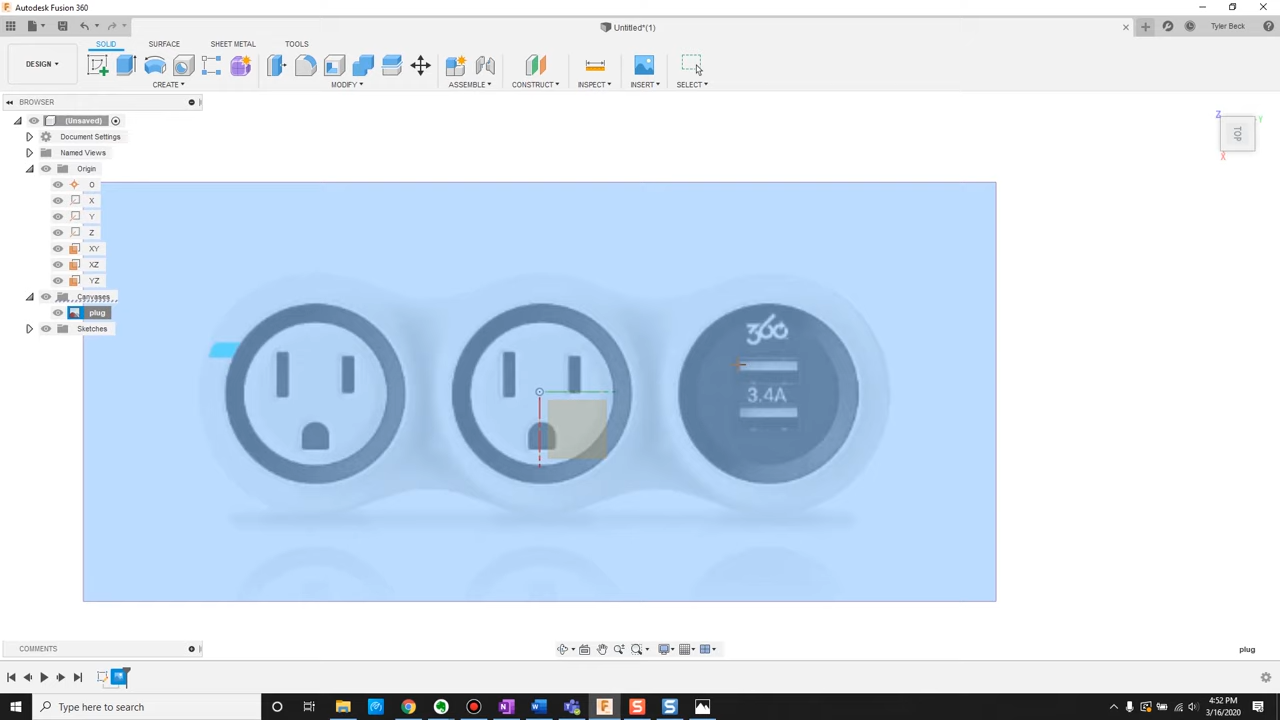 Autodesk Fusion 360
Untitled*(1)
Tyler Beck
DESIGN
SOLID
SURFACE
SHEET METAL
TOOLS
CREATE
MODIFY
ASSEMBLE
CONSTRUCT
INSPECT
INSERT
SELECT
BROWSER
(Unsaved)
Document Settings
Named Views
Origin
O
X
Y
Z
XY
XZ
YZ
Canvases
plug
Sketches
Z
Y
TOP
X
360
3.4A
COMMENTS
plug
Type here to search
4:52 PM
3/16/2020